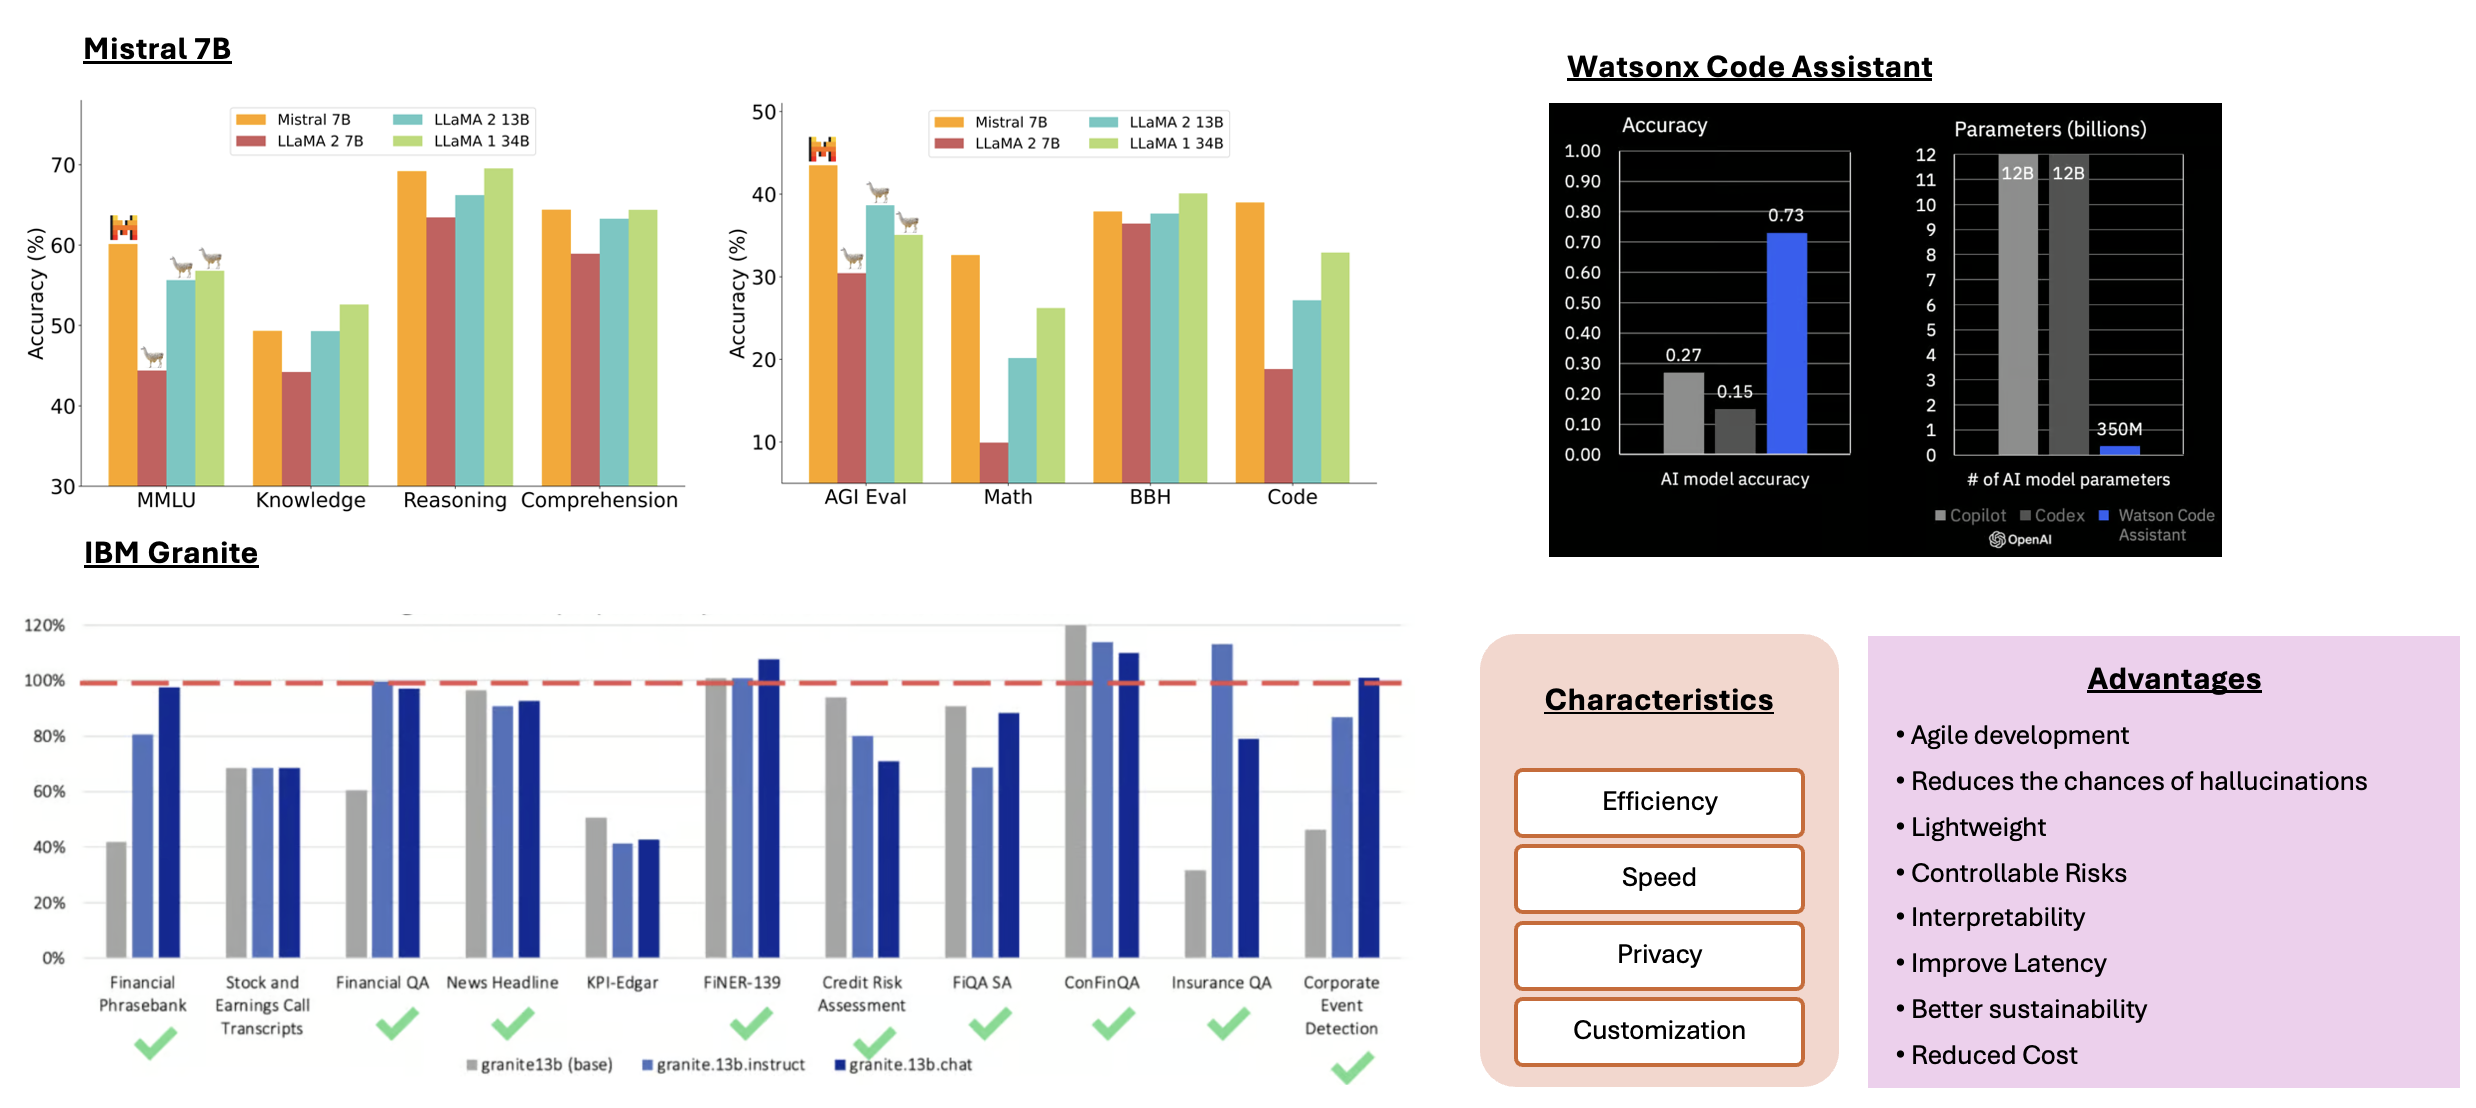 Mistral 7B
Mistral 7B
LLaMA 2 7B
LLaMA 2 13B
LLaMA 1 34B
Accuracy (%)
70
60
50
40
30
MMLU
Knowledge
Reasoning
Comprehension
Mistral 7B
LLaMA 2 7B
LLaMA 2 13B
LLaMA 1 34B
Accuracy (%)
50
40
30
20
10
AGI Eval
Math
BBH
Code
Watsonx Code Assistant
Accuracy
1.00
0.90
0.80
0.70
0.60
0.50
0.40
0.30
0.20
0.10
0.00
0.27
0.15
0.73
AI model accuracy
Parameters (billions)
12
11
10
9
8
7
6
5
4
3
2
1
0
12B
12B
350M
# of AI model parameters
Copilot
Codex
Watson Code
Assistant
OpenAI
IBM Granite
120%
100%
80%
60%
40%
20%
0%
Financial
Phrasebank
Stock and
Earnings Call
Transcripts
Financial QA
News Headline
KPI-Edgar
FiNER-139
Credit Risk
Assessment
FiQA SA
ConFinQA
Insurance QA
Corporate
Event
Detection
granite13b (base)
granite.13b.instruct
granite.13b.chat
Characteristics
Efficiency
Speed
Privacy
Customization
Advantages
• Agile development
• Reduces the chances of hallucinations
• Lightweight
• Controllable Risks
• Interpretability
• Improve Latency
• Better sustainability
• Reduced Cost